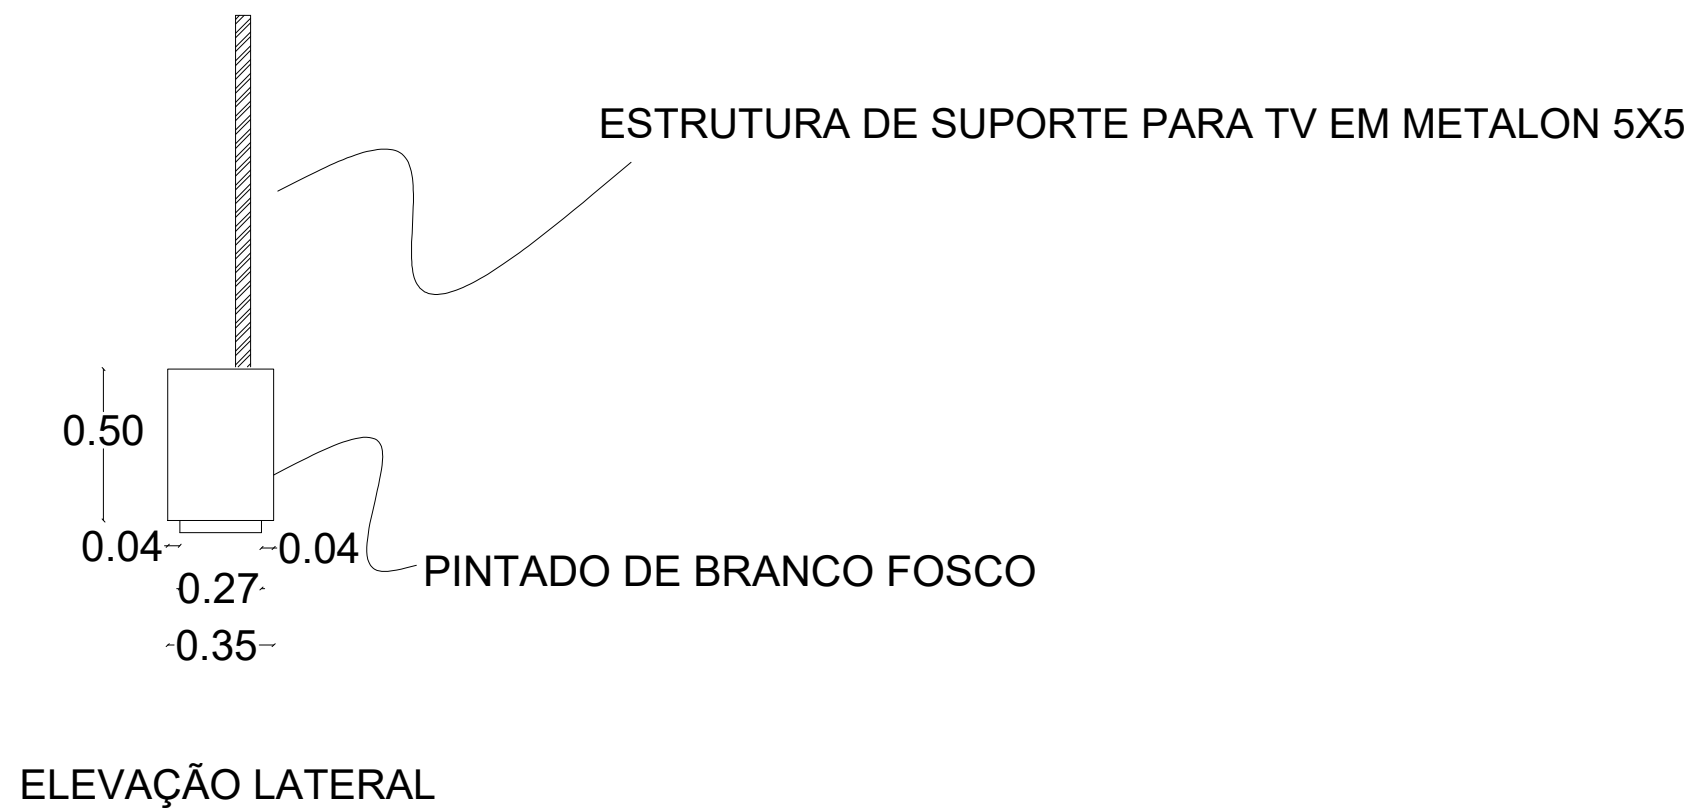 ESTRUTURA DE SUPORTE PARA TV EM METALON 5X5
0.50
0.04
0.04
PINTADO DE BRANCO FOSCO
0.27
0.35
ELEVAÇÃO LATERAL